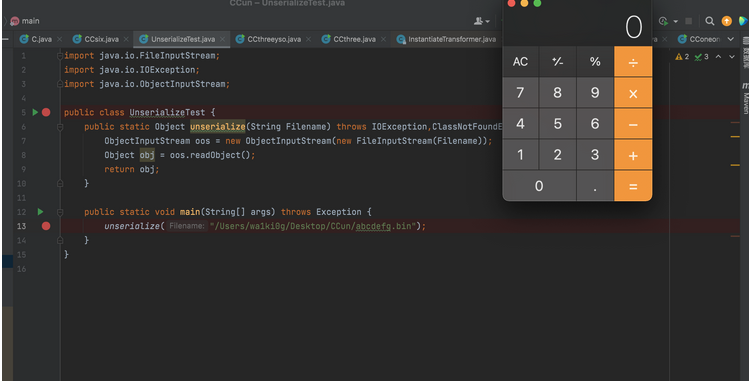 CCun – UnserializeTest.java
main
C.java
CCsix.java
UnserializeTest.java
CCthreeyso.java
CCthree.java
InstantiateTransformer.java
CConeon
2 3
1 import java.io.FileInputStream;
2 import java.io.IOException;
3 import java.io.ObjectInputStream;
4
5 public class UnserializeTest {
6 public static Object unserialize(String Filename) throws IOException,ClassNotFoundE
7 ObjectInputStream oos = new ObjectInputStream(new FileInputStream(Filename));
8 Object obj = oos.readObject();
9 return obj;
10 }
11
12 public static void main(String[] args) throws Exception {
13 unserialize( Filename: "/Users/wa1ki0g/Desktop/CCun/abcdefg.bin");
14 }
15 }
16
0
AC +/- % ÷
7 8 9 ×
4 5 6 −
1 2 3 +
0 . =
数据库
Maven